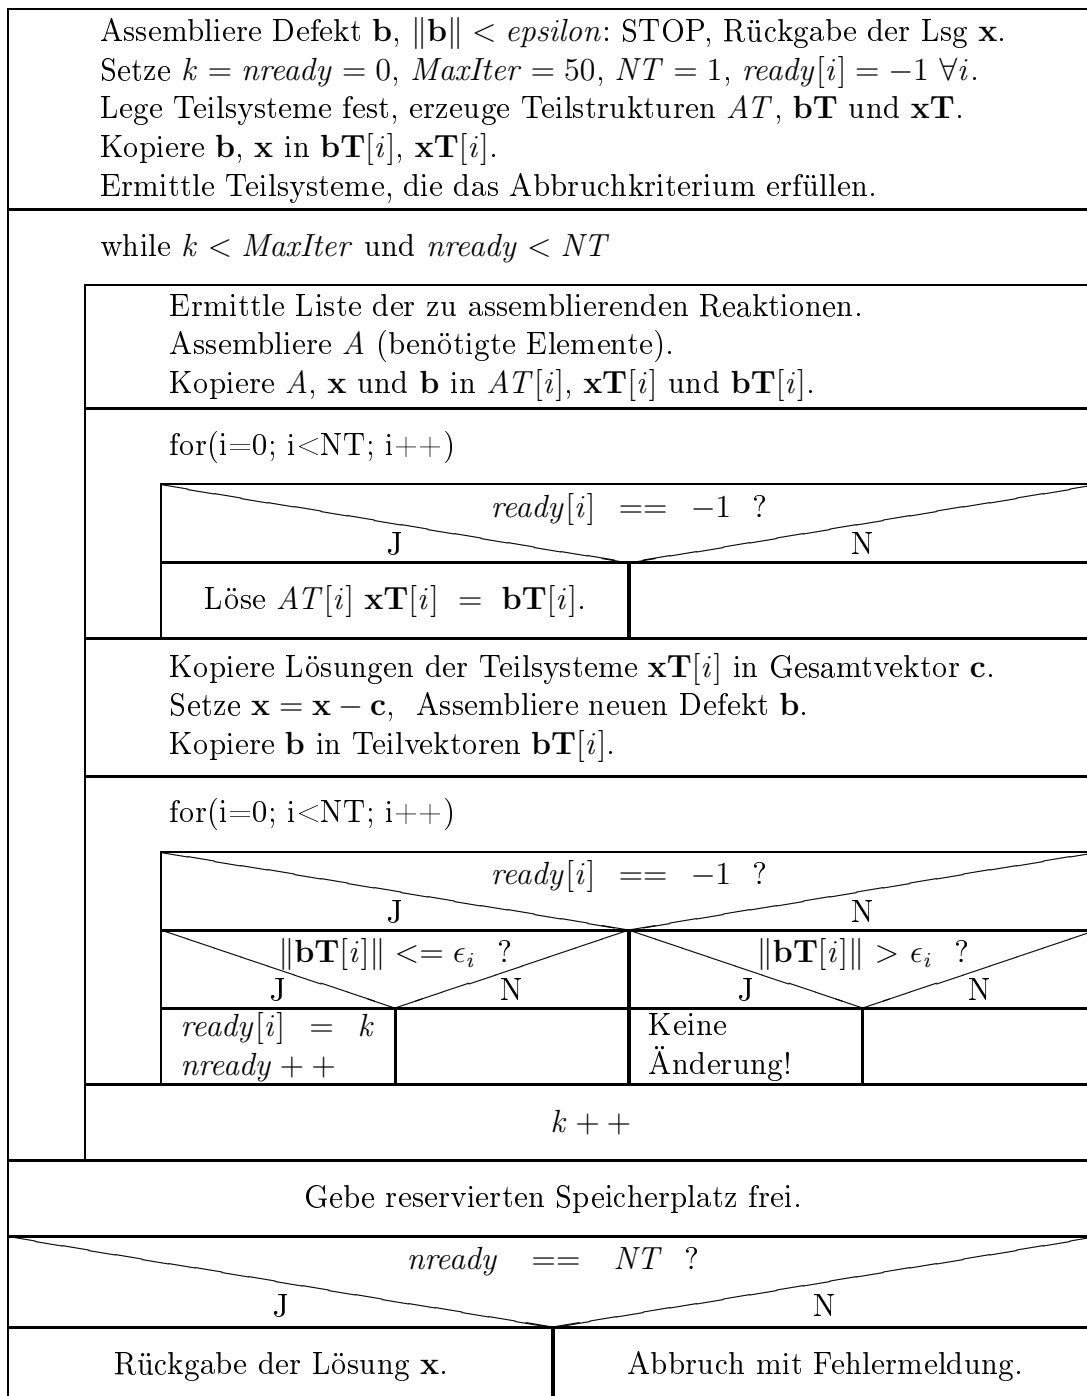 Assembliere Defekt b, ‖b‖ < epsilon: STOP, Rückgabe der Lsg x.
Setze k = nready = 0, MaxIter = 50, NT = 1, ready[i] = −1 ∀i.
Lege Teilsysteme fest, erzeuge Teilstrukturen AT, bT und xT.
Kopiere b, x in bT[i], xT[i].
Ermittle Teilsysteme, die das Abbruchkriterium erfüllen.
while k < MaxIter und nready < NT
Ermittle Liste der zu assemblierenden Reaktionen.
Assembliere A (benötigte Elemente).
Kopiere A, x und b in AT[i], xT[i] und bT[i].
for(i=0; i<NT; i++)
ready[i] == −1 ?
J N
Löse AT[i] xT[i] = bT[i].
Kopiere Lösungen der Teilsysteme xT[i] in Gesamtvektor c.
Setze x = x − c, Assembliere neuen Defekt b.
Kopiere b in Teilvektoren bT[i].
for(i=0; i<NT; i++)
ready[i] == −1 ?
J N
‖bT[i]‖ <= ϵi ? ‖bT[i]‖ > ϵi ?
J N J N
ready[i] = k Keine
nready + + Änderung!
k + +
Gebe reservierten Speicherplatz frei.
nready == NT ?
J N
Rückgabe der Lösung x. Abbruch mit Fehlermeldung.